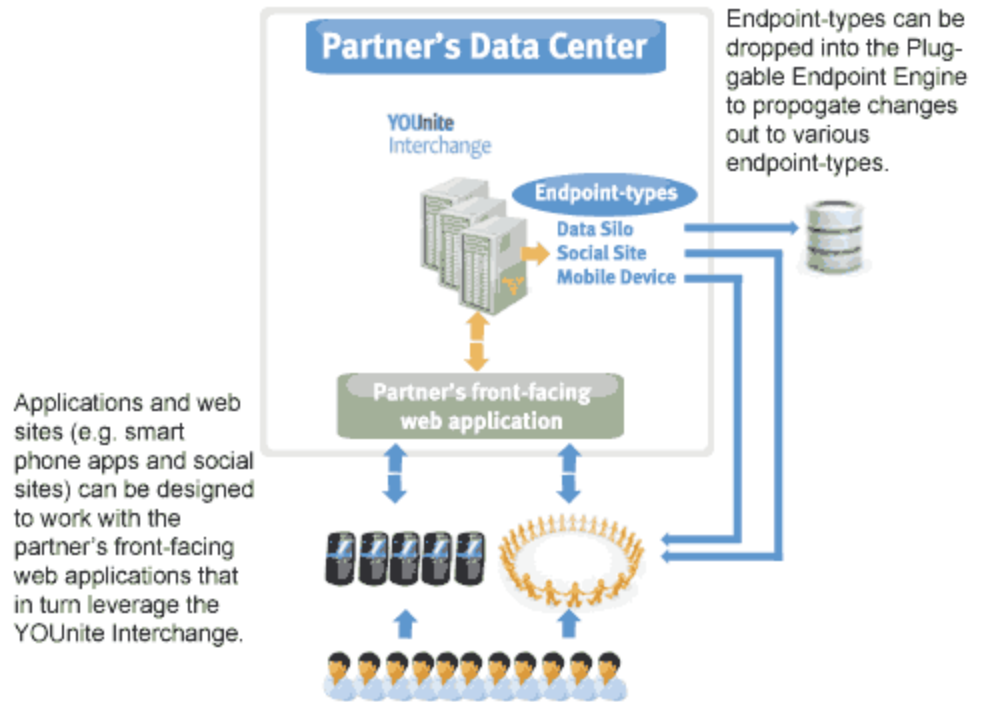 Partner's Data Center
Endpoint-types can be
dropped into the Plug-
gable Endpoint Engine
to propogate changes
out to various
endpoint-types.
YOUnite
Interchange
Endpoint-types
Data Silo
Social Site
Mobile Device
Partner's front-facing
web application
Applications and web
sites (e.g. smart
phone apps and social
sites) can be designed
to work with the
partner's front-facing
web applications that
in turn leverage the
YOUnite Interchange.